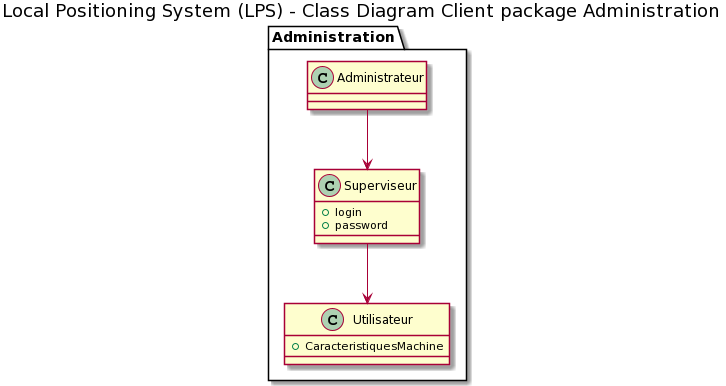 Local Positioning System (LPS) - Class Diagram Client package Administration
Administration
C Administrateur
C Superviseur
login
password
C Utilisateur
CaracteristiquesMachine